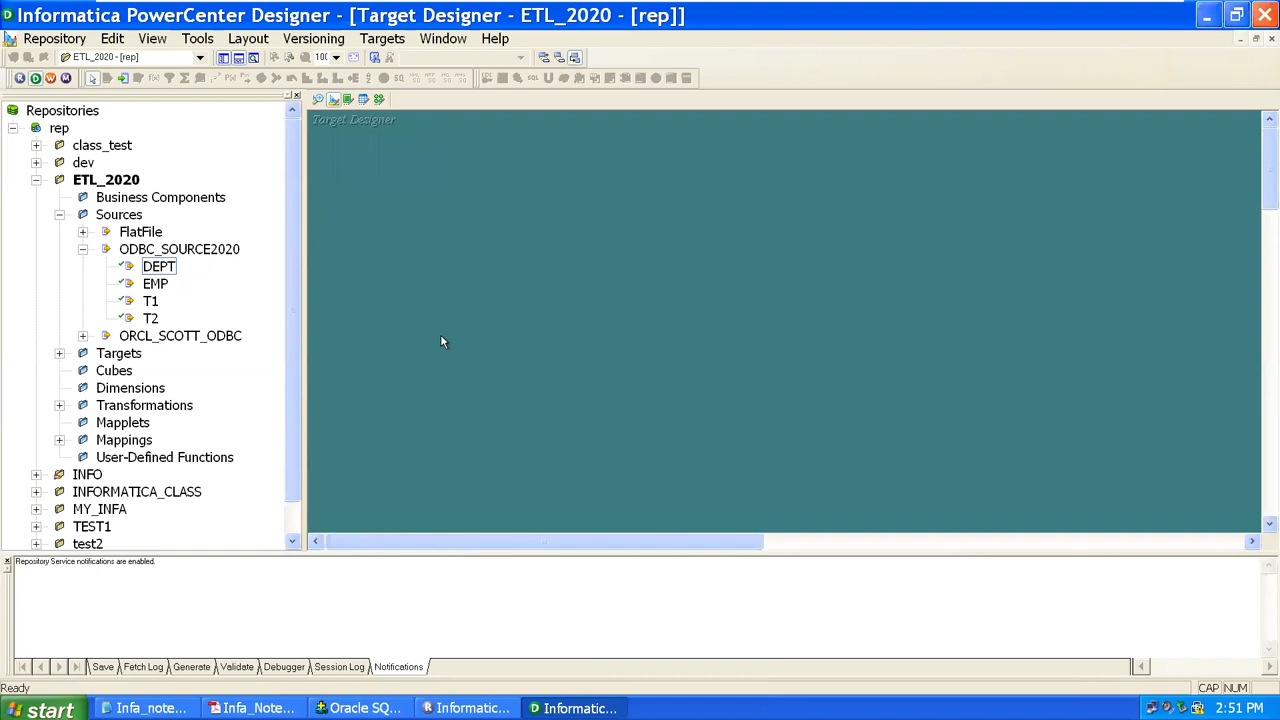 Informatica PowerCenter Designer - [Target Designer - ETL_2020 - [rep]]
Repository Edit View Tools Layout Versioning Targets Window Help
ETL_2020 - [rep]
Repositories
rep
class_test
dev
ETL_2020
Business Components
Sources
FlatFile
ODBC_SOURCE2020
DEPT
EMP
T1
T2
ORCL_SCOTT_ODBC
Targets
Cubes
Dimensions
Transformations
Mapplets
Mappings
User-Defined Functions
INFO
INFORMATICA_CLASS
MY_INFA
TEST1
test2
Target Designer
Repository Service notifications are enabled.
Save Fetch Log Generate Validate Debugger Session Log Notifications
Ready CAP NUM
start Infa_note... Infa_Note... Oracle SQ... Informatic... Informatic... 2:51 PM